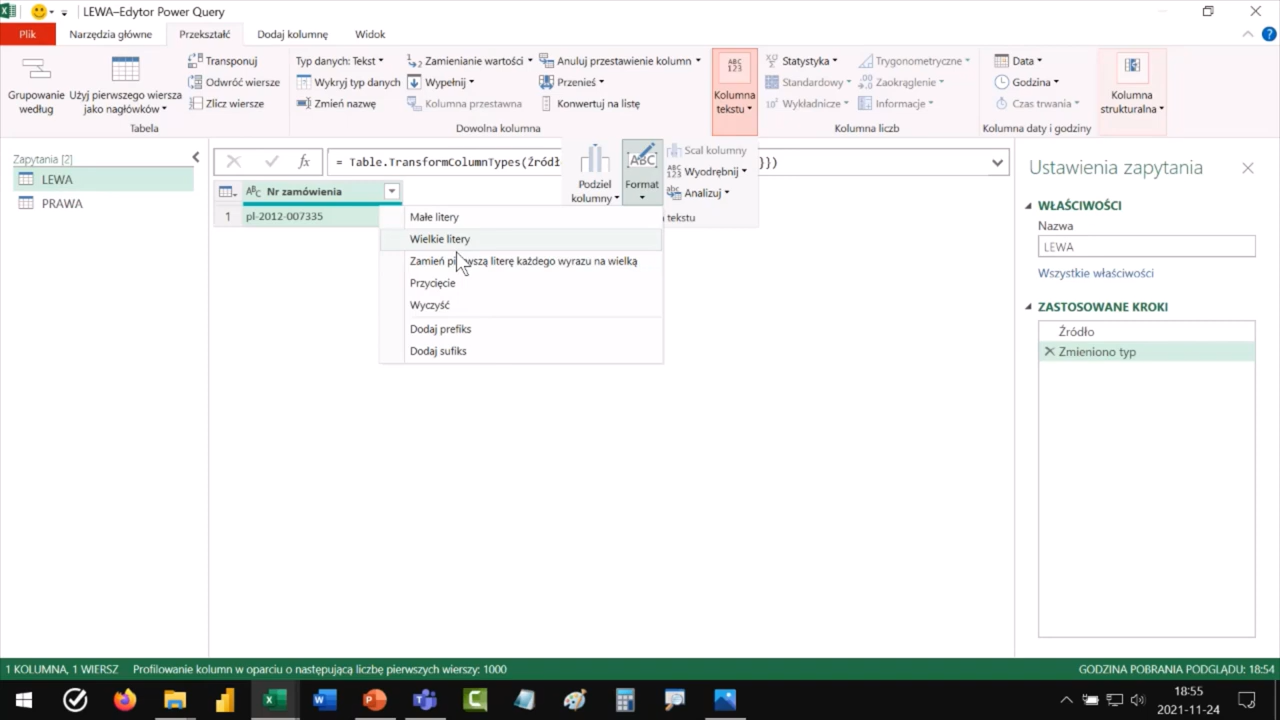 LEWA–Edytor Power Query
Plik Narzędzia główne Przekształć Dodaj kolumnę Widok
Grupowanie według
Użyj pierwszego wiersza jako nagłówków
Transponuj
Odwróć wiersze
Zlicz wiersze
Tabela
Typ danych: Tekst
Wykryj typ danych
Zmień nazwę
Zamienianie wartości
Wypełnij
Kolumna przestawna
Anuluj przestawienie kolumn
Przenieś
Konwertuj na listę
Dowolna kolumna
ABC
123
Kolumna tekstu
Statystyka
Standardowy
Wykładnicze
Trygonometryczne
Zaokrąglenie
Informacje
Kolumna liczb
Data
Godzina
Czas trwania
Kolumna daty i godziny
Kolumna strukturalna
Podziel kolumny
Format
Scal kolumny
Wyodrębnij
Analizuj
tekstu
Zapytania [2]
LEWA
PRAWA
fx = Table.TransformColumnTypes(Źródł }))
Nr zamówienia
1 pl-2012-007335
Małe litery
Wielkie litery
Zamień pierwszą literę każdego wyrazu na wielką
Przycięcie
Wyczyść
Dodaj prefiks
Dodaj sufiks
Ustawienia zapytania
WŁAŚCIWOŚCI
Nazwa
LEWA
Wszystkie właściwości
ZASTOSOWANE KROKI
Źródło
Zmieniono typ
1 KOLUMNA, 1 WIERSZ Profilowanie kolumn w oparciu o następującą liczbę pierwszych wierszy: 1000 GODZINA POBRANIA PODGLĄDU: 18:54
18:55
2021-11-24